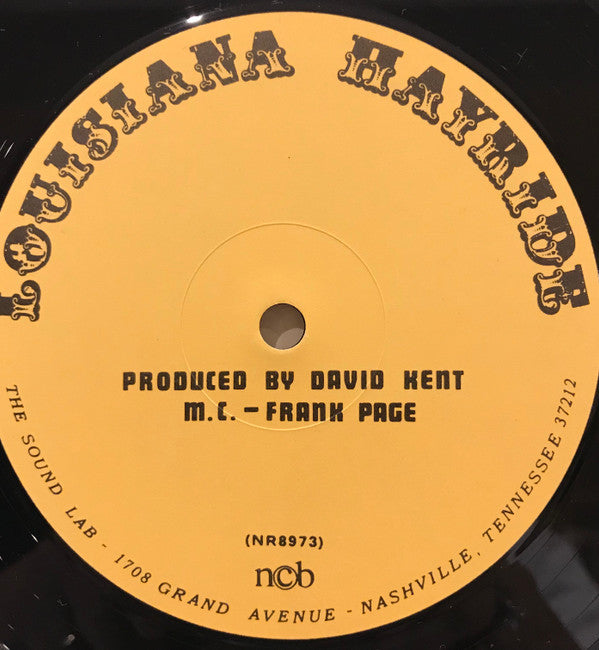 LOUISIANA HAYRIDE
PRODUCED BY DAVID KENT
M.C. – FRANK PAGE
(NR8973)
ncb
THE SOUND LAB - 1708 GRAND AVENUE - NASHVILLE, TENNESSEE 37212